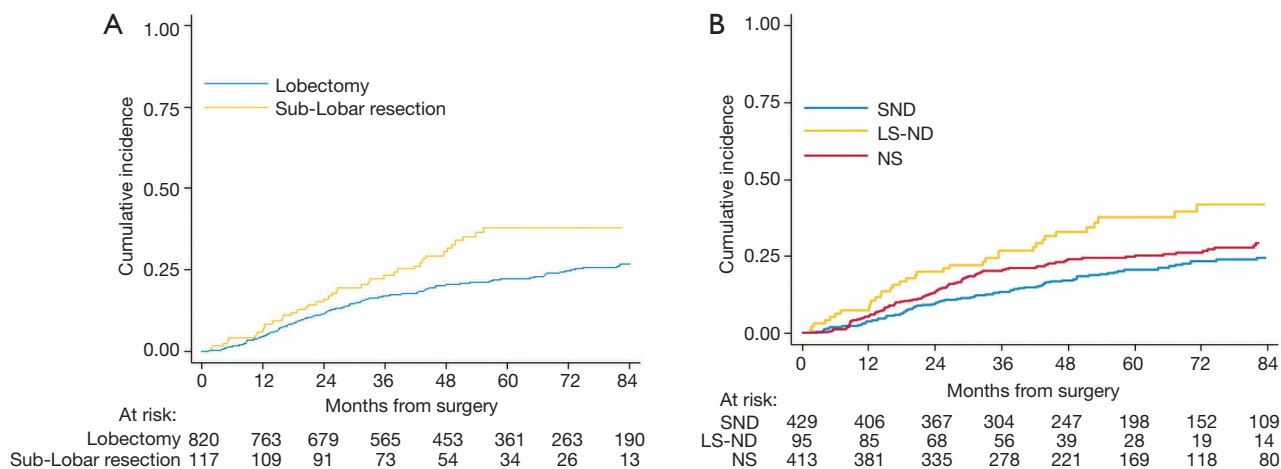 A
1.00
0.75
0.50
0.25
0.00
Cumulative incidence
Lobectomy
Sub-Lobar resection
0 12 24 36 48 60 72 84
Months from surgery
At risk:
Lobectomy 820 763 679 565 453 361 263 190
Sub-Lobar resection 117 109 91 73 54 34 26 13
B
1.00
0.75
0.50
0.25
0.00
Cumulative incidence
SND
LS-ND
NS
0 12 24 36 48 60 72 84
Months from surgery
At risk:
SND 429 406 367 304 247 198 152 109
LS-ND 95 85 68 56 39 28 19 14
NS 413 381 335 278 221 169 118 80